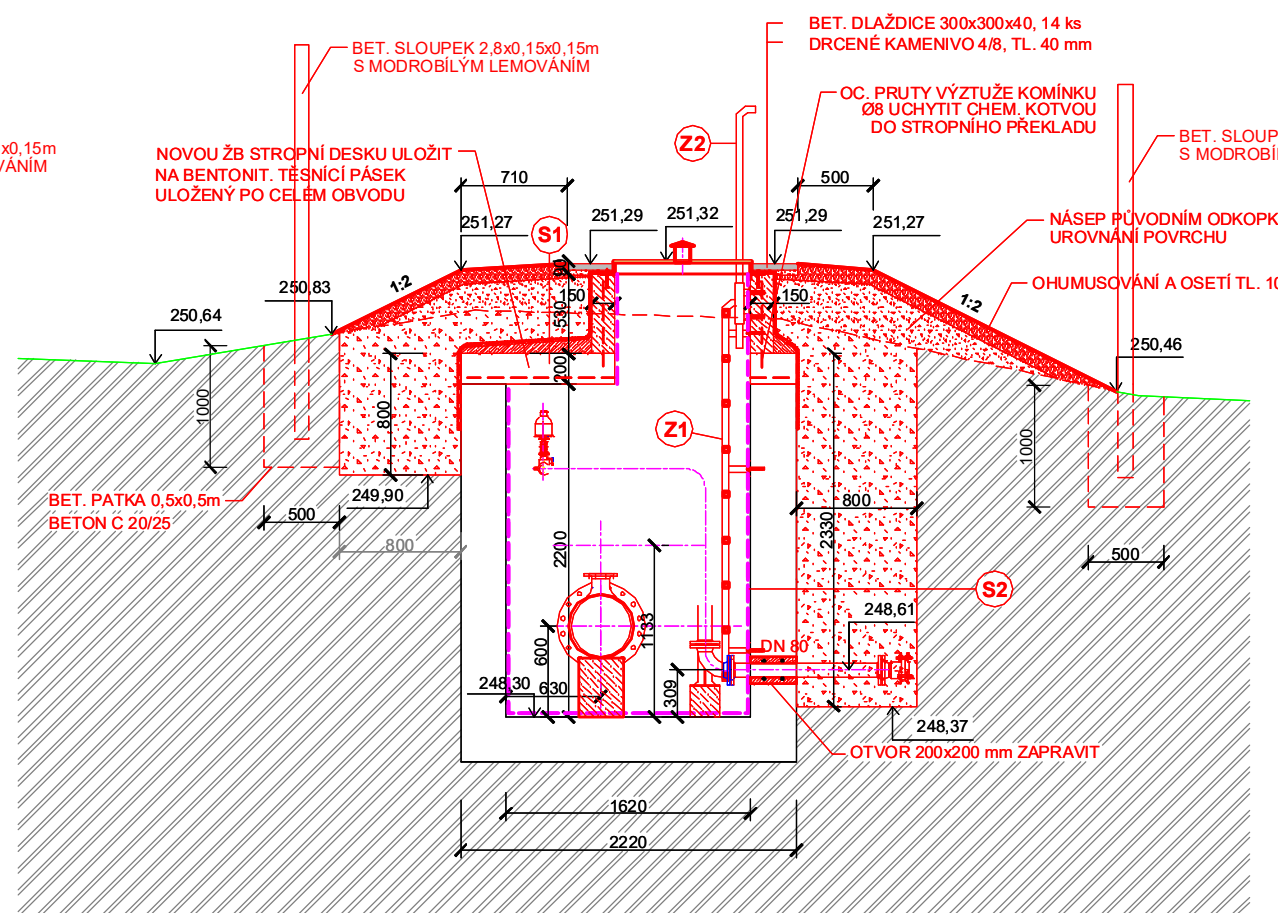 BET. DLAŽDICE 300x300x40, 14 ks
DRCENÉ KAMENIVO 4/8, TL. 40 mm
BET. SLOUPEK 2,8x0,15x0,15m
S MODROBÍLÝM LEMOVÁNÍM
OC. PRUTY VÝZTUŽE KOMÍNKU
Ø8 UCHYTIT CHEM. KOTVOU
DO STROPNÍHO PŘEKLADU
x0,15m
VÁNÍM
Z2
BET. SLOUP
S MODROBÍ
NOVOU ŽB STROPNÍ DESKU ULOŽIT
NA BENTONIT. TĚSNÍCÍ PÁSEK
ULOŽENÝ PO CELÉM OBVODU
710
500
251,27
S1
251,29
251,32
251,29
251,27
NÁSEP PŮVODNÍM ODKOPK
UROVNÁNÍ POVRCHU
1:2
250,83
150
530
150
1:2
OHUMUSOVÁNÍ A OSETÍ TL. 10
250,64
250,46
200
1000
800
Z1
1000
BET. PATKA 0,5x0,5m
BETON C 20/25
249,90
500
800
2200
800
2330
500
S2
1133
248,61
600
DN 80
248,30
630
309
248,37
OTVOR 200x200 mm ZAPRAVIT
1620
2220